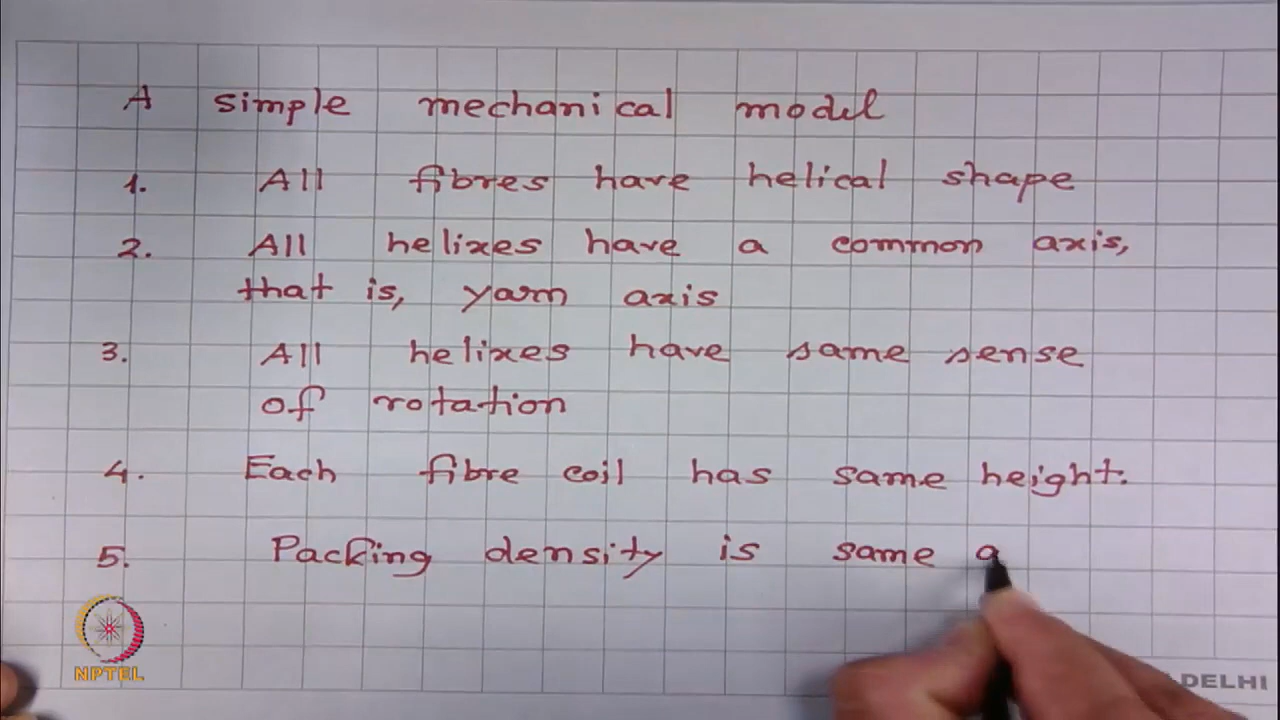 A simple mechanical model
1. All fibres have helical shape
2. All helixes have a common axis,
that is, yarn axis
3. All helixes have same sense
of rotation
4. Each fibre coil has same height.
5. Packing density is same a
NPTEL
DELHI